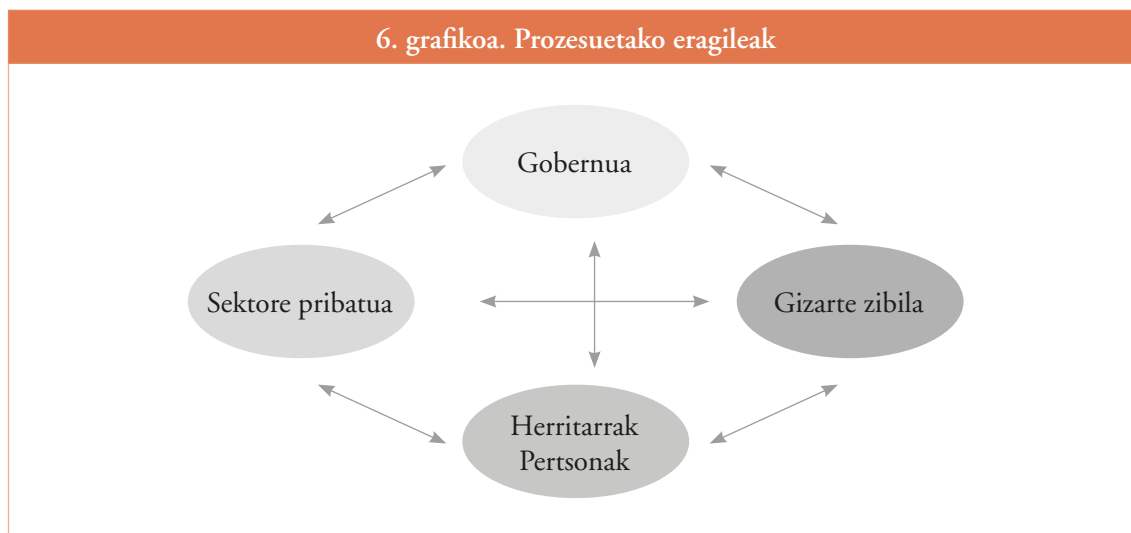 6. grafikoa. Prozesuetako eragileak
Gobernua
Sektore pribatua
Gizarte zibila
Herritarrak
Pertsonak